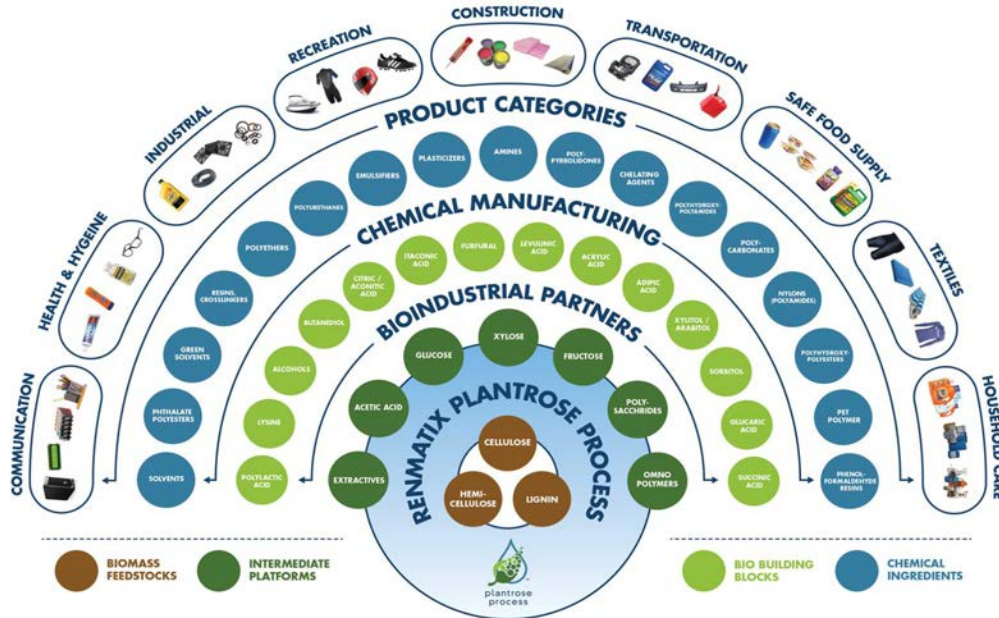 CONSTRUCTION
RECREATION
TRANSPORTATION
INDUSTRIAL
SAFE FOOD SUPPLY
HEALTH & HYGEINE
TEXTILES
COMMUNICATION
HOUSEHOLD CARE
PRODUCT CATEGORIES
SOLVENTS
PHTHALATE
POLYESTERS
GREEN
SOLVENTS
RESINS,
CROSSLINKERS
POLYETHERS
POLYURETHANES
EMULSIFIERS
PLASTICIZERS
AMINES
POLY-
PYRROLIDONES
CHELATING
AGENTS
POLYHYDROXY-
POLYAMIDES
POLY-
CARBONATES
NYLONS
(POLYAMIDES)
POLYHYDROXY-
POLYESTERS
PET
POLYMER
PHENOL-
FORMALDEHYDE
RESINS
CHEMICAL MANUFACTURING
POLYLACTIC
ACID
LYSINE
ALCOHOLS
BUTANEDIOL
CITRIC /
ACONITIC
ACID
ITACONIC
ACID
FURFURAL
LEVULINIC
ACID
ACRYLIC
ACID
ADIPIC
ACID
XYLITOL /
ARABITOL
SORBITOL
GLUCARIC
ACID
SUCCINIC
ACID
BIOINDUSTRIAL PARTNERS
EXTRACTIVES
ACETIC ACID
GLUCOSE
XYLOSE
FRUCTOSE
POLY-
SACCHRIDES
OMNO
POLYMERS
RENMATIX PLANTROSE PROCESS
CELLULOSE
HEMI-
CELLULOSE
LIGNIN
plantrose
process
BIOMASS
FEEDSTOCKS
INTERMEDIATE
PLATFORMS
BIO BUILDING
BLOCKS
CHEMICAL
INGREDIENTS